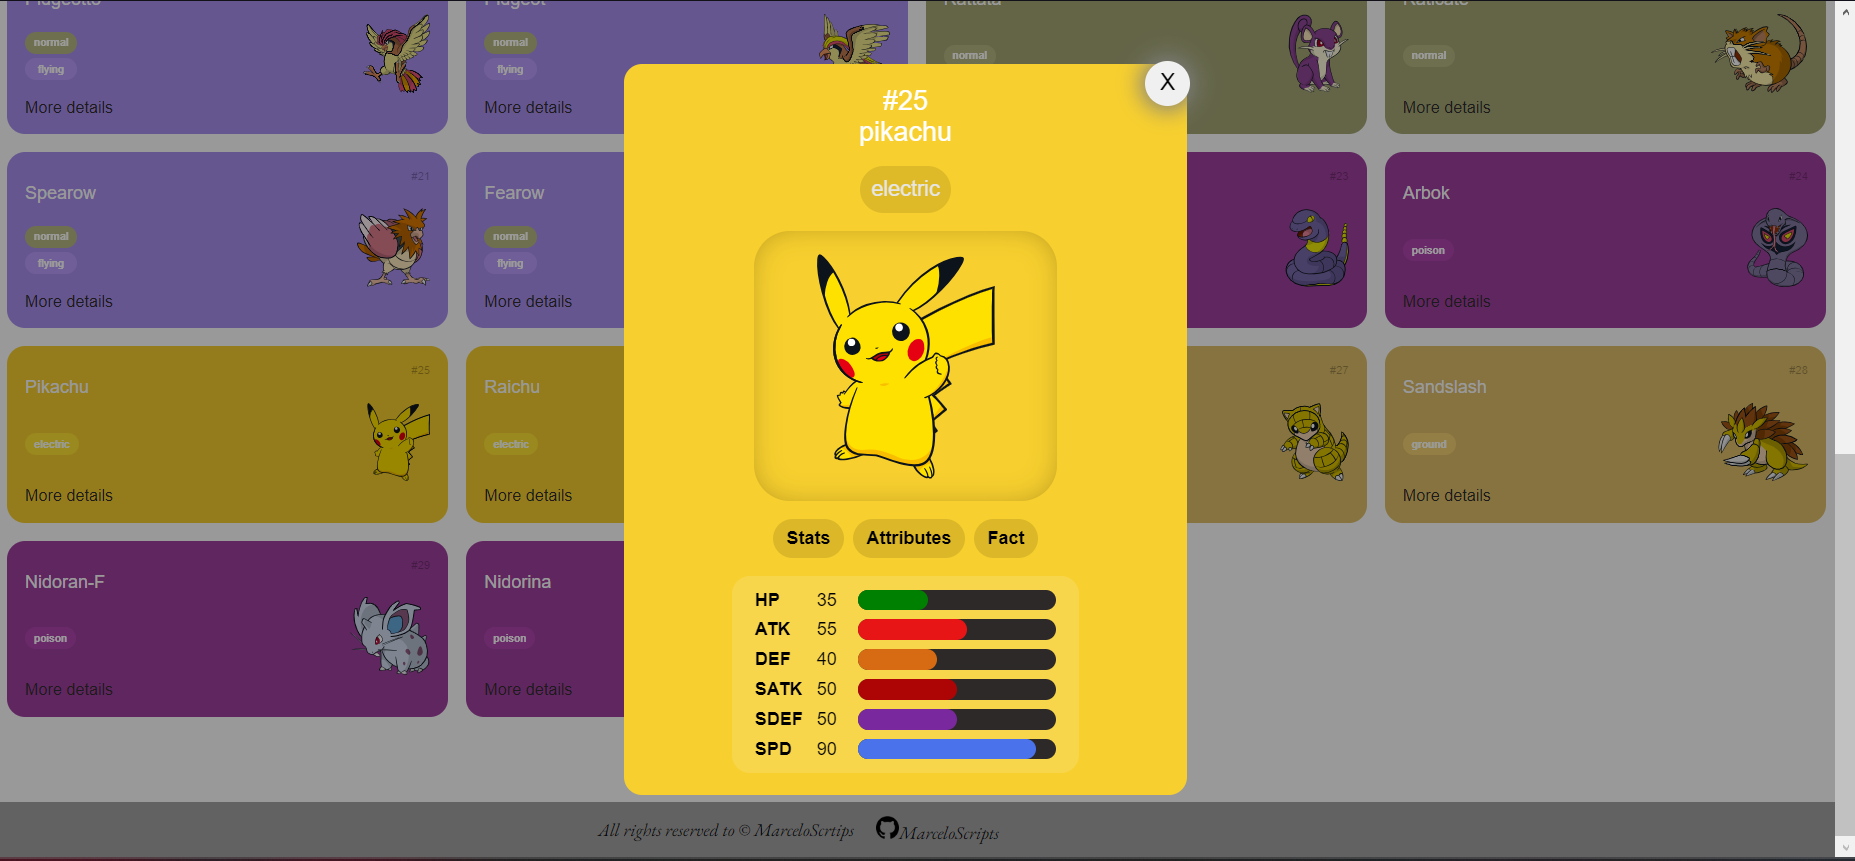 Pidgeotto
Pidgeot
Rattata
Raticate
normal
flying
More details
normal
flying
More details
normal
normal
More details
#21
Spearow
normal
flying
More details
Fearow
normal
flying
More details
#23
#24
Arbok
poison
More details
#25
Pikachu
electric
More details
Raichu
electric
More details
#27
#28
Sandslash
ground
More details
#29
Nidoran-F
poison
More details
Nidorina
poison
More details
X
#25
pikachu
electric
Stats Attributes Fact
HP 35
ATK 55
DEF 40
SATK 50
SDEF 50
SPD 90
All rights reserved to © MarceloScrtips MarceloScripts